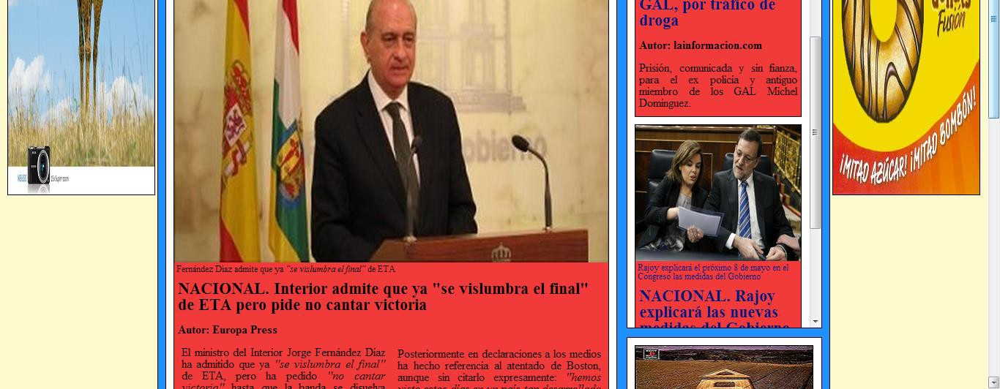 15x Super zoom
obierno
Fernández Díaz admite que ya "se vislumbra el final" de ETA
NACIONAL. Interior admite que ya "se vislumbra el final"
de ETA pero pide no cantar victoria
Autor: Europa Press
El ministro del Interior Jorge Fernández Díaz
ha admitido que ya "se vislumbra el final"
de ETA, pero ha pedido "no cantar
victoria" hasta que la banda se disuelva
Posteriormente en declaraciones a los medios
ha hecho referencia al atentado de Boston,
aunque sin citarlo expresamente: "hemos
visto estos días en un país tan desarrollado
GAL, por tráfico de
droga
Autor: lainformacion.com
Prisión, comunicada y sin fianza,
para el ex policía y antiguo
miembro de los GAL Michel
Domínguez.
Rajoy explicará el próximo 8 de mayo en el
Congreso las medidas del Gobierno
NACIONAL. Rajoy
explicará las nuevas
medidas del Gobierno
Fusión
¡MITAD AZÚCAR! ¡MITAD BOMBÓN!